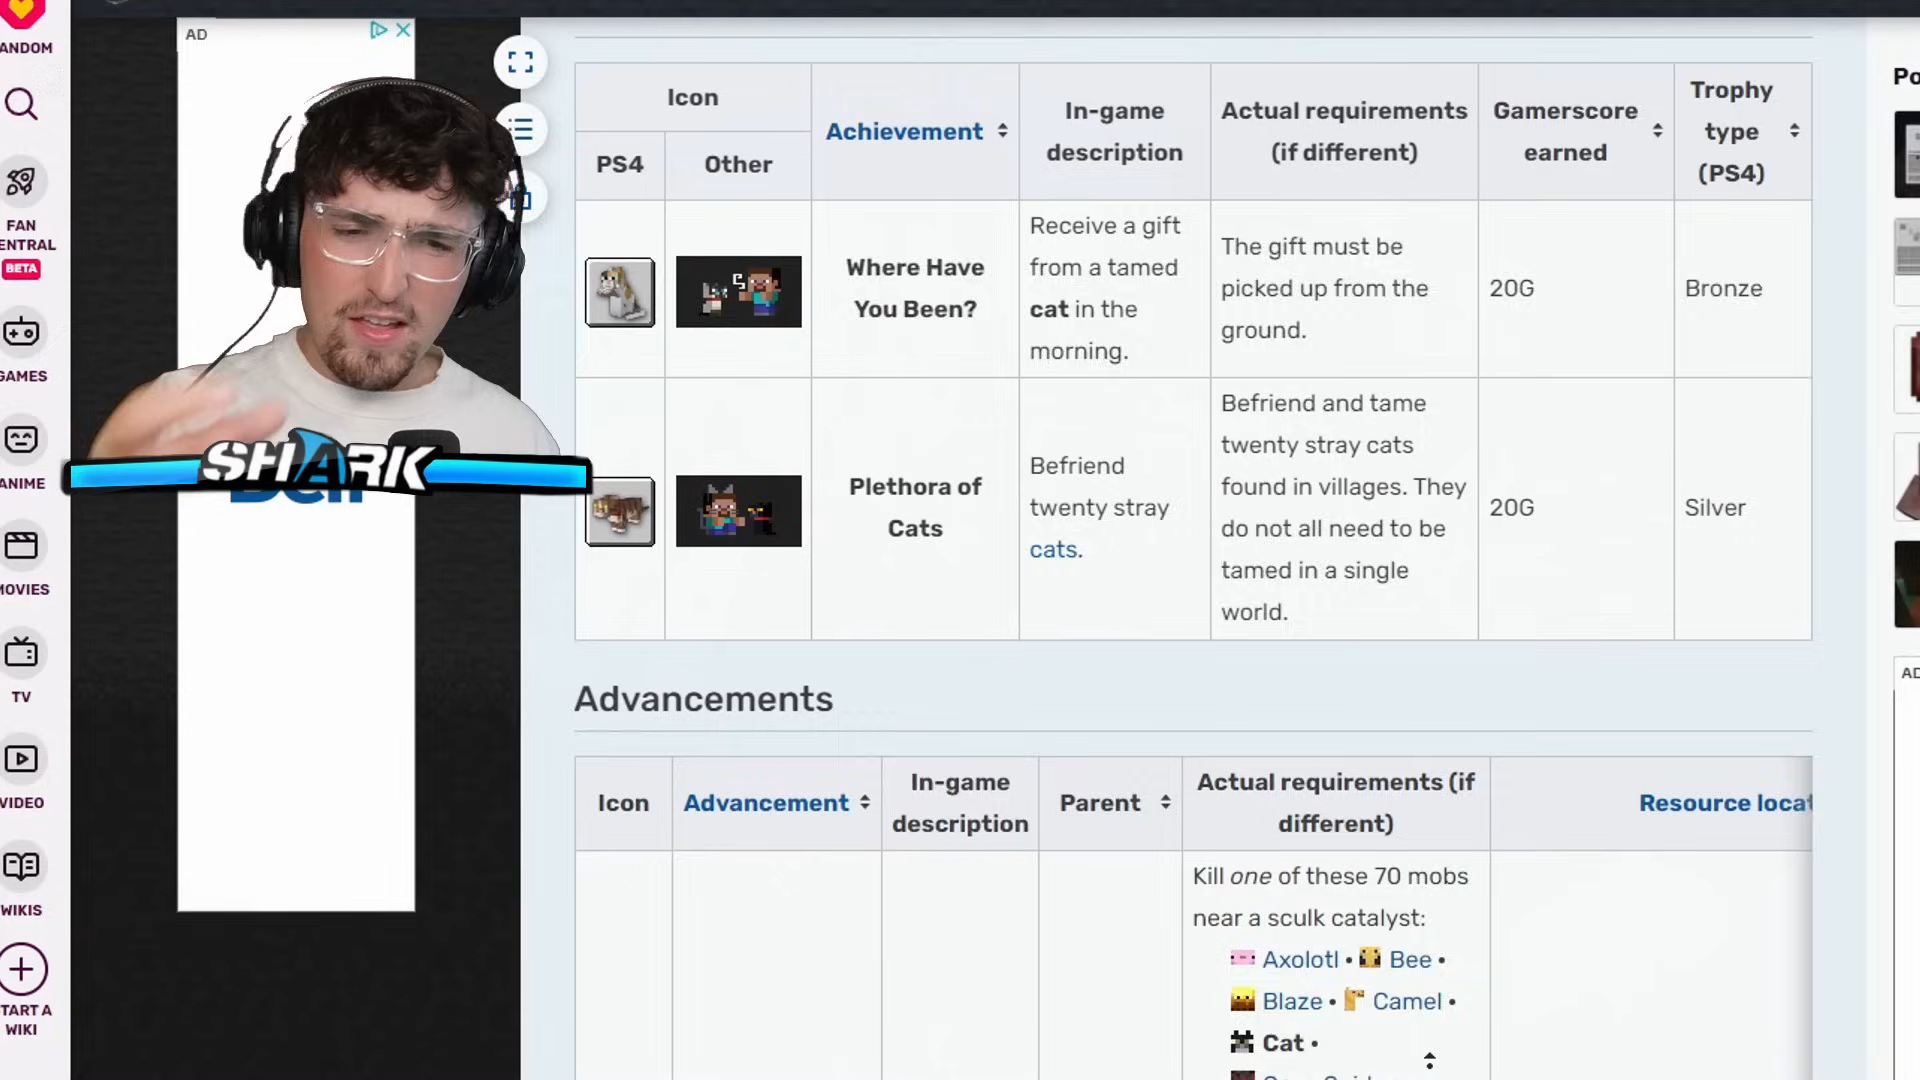 ANDOM
FAN
ENTRAL
BETA
GAMES
ANIME
MOVIES
TV
VIDEO
WIKIS
START A
WIKI
AD
SHARK
Icon
PS4
Other
Achievement
In-game
description
Actual requirements
(if different)
Gamerscore
earned
Trophy
type
(PS4)
Where Have
You Been?
Receive a gift
from a tamed
cat in the
morning.
The gift must be
picked up from the
ground.
20G
Bronze
Plethora of
Cats
Befriend
twenty stray
cats.
Befriend and tame
twenty stray cats
found in villages. They
do not all need to be
tamed in a single
world.
20G
Silver
Advancements
Icon
Advancement
In-game
description
Parent
Actual requirements (if
different)
Resource locat
Kill one of these 70 mobs
near a sculk catalyst:
Axolotl • Bee •
Blaze • Camel •
Cat •
Po
AD